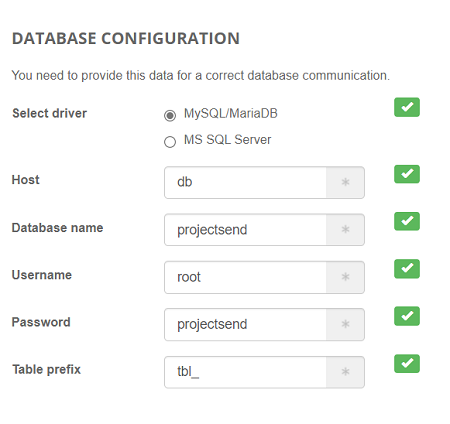 DATABASE CONFIGURATION
You need to provide this data for a correct database communication.
Select driver
MySQL/MariaDB
MS SQL Server
Host
db
Database name
projectsend
Username
root
Password
projectsend
Table prefix
tbl_